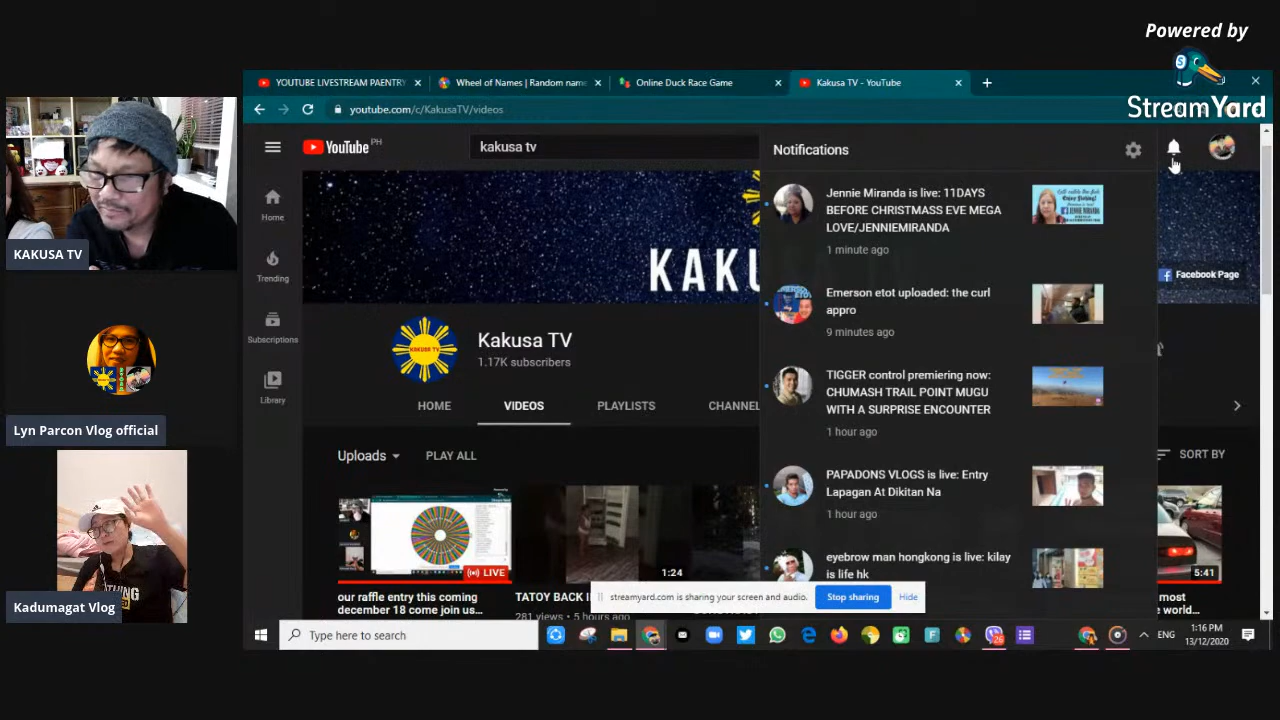 Powered by
StreamYard
YOUTUBE LIVESTREAM PAENTRY
Wheel of Names | Random name
Online Duck Race Game
Kakusa TV - YouTube
youtube.com/c/KakusaTV/videos
YouTube PH
kakusa tv
Notifications
Home
Trending
Subscriptions
Library
KAKU
Facebook Page
Kakusa TV
1.17K subscribers
HOME
VIDEOS
PLAYLISTS
CHANNEL
Uploads
PLAY ALL
SORT BY
Jennie Miranda is live: 11DAYS
BEFORE CHRISTMASS EVE MEGA
LOVE/JENNIEMIRANDA
1 minute ago
Emerson etot uploaded: the curl
appro
9 minutes ago
TIGGER control premiering now:
CHUMASH TRAIL POINT MUGU
WITH A SURPRISE ENCOUNTER
1 hour ago
PAPADONS VLOGS is live: Entry
Lapagan At Dikitan Na
1 hour ago
eyebrow man hongkong is live: kilay
is life hk
LIVE
1:24
5:41
our raffle entry this coming
december 18 come join us...
TATOY BACK I
281 views • 5 hours ago
most
e world...
streamyard.com is sharing your screen and audio.
Stop sharing
Hide
Type here to search
26
ENG
1:16 PM
13/12/2020
KAKUSA TV
Lyn Parcon Vlog official
Kadumagat Vlog